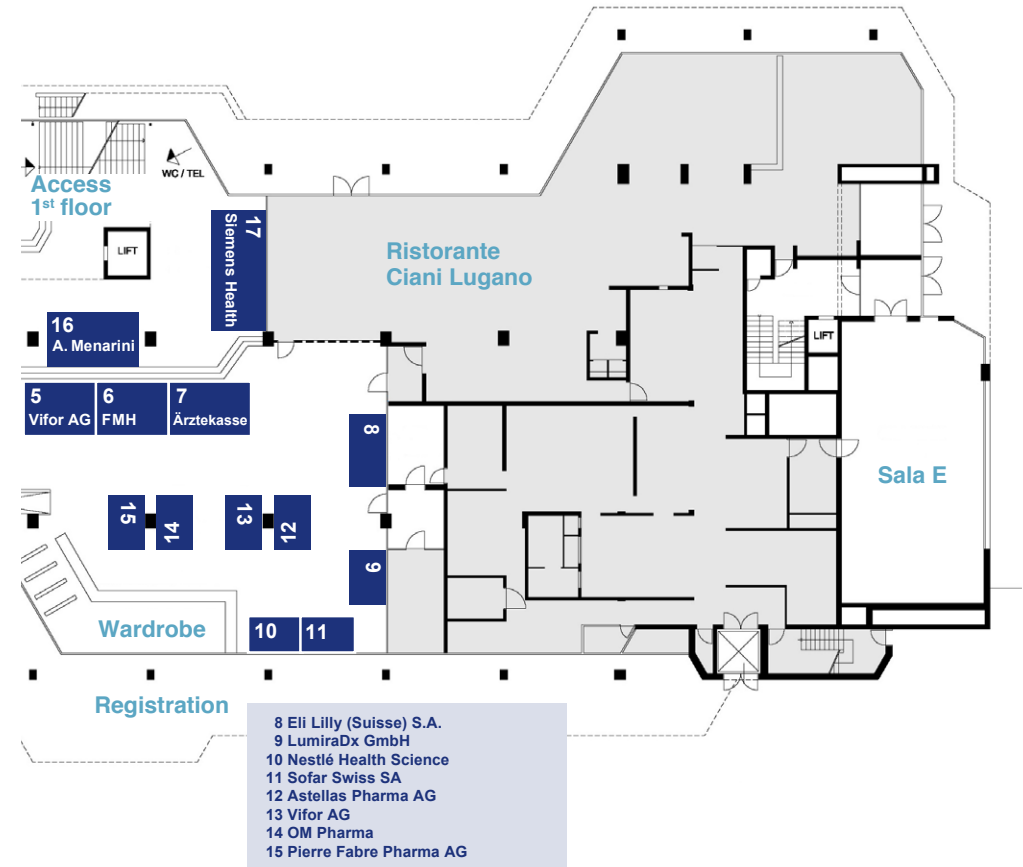 WC / TEL
Access
1st floor
LIFT
17
Siemens Health
Ristorante
Ciani Lugano
16
A. Menarini
LIFT
5
Vifor AG
6
FMH
7
Ärztekasse
8
Sala E
15
14
13
12
9
Wardrobe
10
11
Registration
8 Eli Lilly (Suisse) S.A.
9 LumiraDx GmbH
10 Nestlé Health Science
11 Sofar Swiss SA
12 Astellas Pharma AG
13 Vifor AG
14 OM Pharma
15 Pierre Fabre Pharma AG